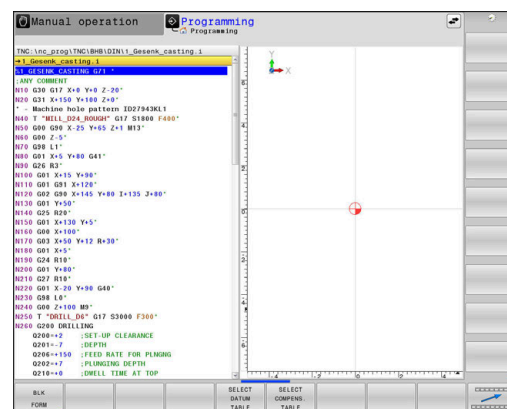 Manual operation
Programming
Programming
TNC:\nc_prog\TNC\BHB\DIN\1_Gesenk_casting.i
→1_Gesenk_casting.i
%1_GESENK_CASTING G71 *
;ANY COMMENT
N10 G30 G17 X+0 Y+0 Z-20*
N20 G31 X+150 Y+100 Z+0*
* - Machine hole pattern ID27943KL1
N40 T "MILL_D24_ROUGH" G17 S1800 F400*
N50 G00 G90 X-25 Y+65 Z+1 M13*
N60 G00 Z-5*
N70 G98 L1*
N80 G01 X+5 Y+80 G41*
N90 G26 R3*
N100 G01 X+15 Y+90*
N110 G01 G91 X+120*
N120 G02 G90 X+145 Y+80 I+135 J+80*
N130 G01 Y+50*
N140 G25 R20*
N150 G01 X+130 Y+5*
N160 G00 X+100*
N170 G03 X+50 Y+12 R+30*
N180 G01 X+5*
N190 G24 R10*
N200 G01 Y+80*
N210 G27 R10*
N220 G01 X-20 Y+90 G40*
N230 G98 L0*
N240 G00 Z+100 M9*
N250 T "DRILL_D6" G17 S3000 F300*
N260 G200 DRILLING
Q200=+2 ;SET-UP CLEARANCE
Q201=-7 ;DEPTH
Q206=+150 ;FEED RATE FOR PLNGNG
Q202=+7 ;PLUNGING DEPTH
Q210=+0 ;DWELL TIME AT TOP
Y
X
BLK
FORM
SELECT
DATUM
TABLE
SELECT
COMPENS.
TABLE